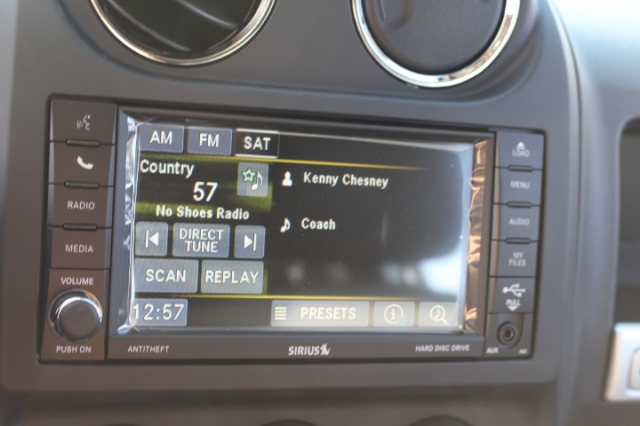 AM FM SAT
Country
57
No Shoes Radio
Kenny Chesney
Coach
DIRECT
TUNE
SCAN REPLAY
12:57
PRESETS
RADIO
MEDIA
VOLUME
PUSH ON
LOAD
MENU
AUDIO
MY
FILES
PULL
AUX
ANTITHEFT
SIRIUS
HARD DISC DRIVE